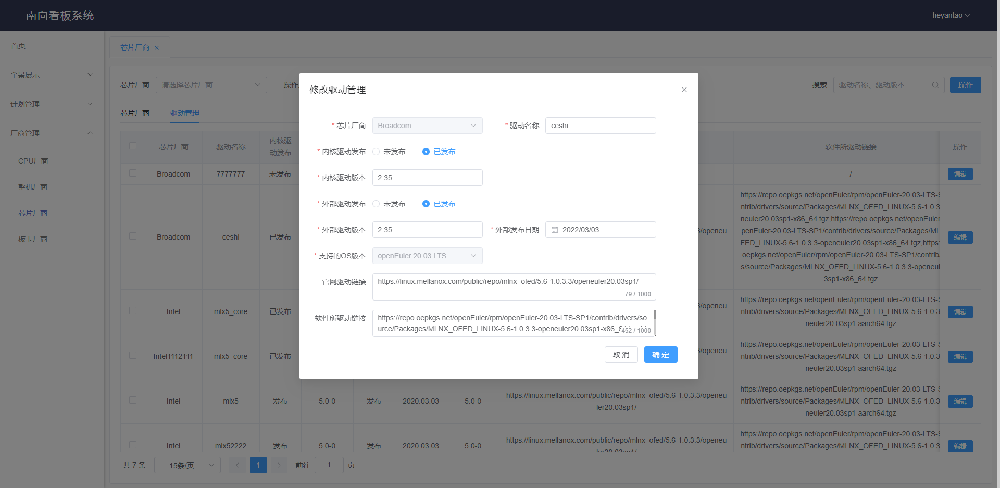 南向看板系统
heyantao
首页
全景展示
计划管理
厂商管理
CPU厂商
整机厂商
芯片厂商
板卡厂商
芯片厂商
芯片厂商 请选择芯片厂商 操作
搜索 驱动名称、驱动版本 操作
芯片厂商 驱动管理
芯片厂商 驱动名称 内核驱
动发布
软件所驱动链接 操作
Broadcom 7777777 未发布 / 编辑
Broadcom ceshi 已发布
https://repo.oepkgs.net/openEuler/rpm/openEuler-20.03-LTS-S
ntrib/drivers/source/Packages/MLNX_OFED_LINUX-5.6-1.0.3
neuler20.03sp1-x86_64.tgz,https://repo.oepkgs.net/openEuler
penEuler-20.03-LTS-SP1/contrib/drivers/source/Packages/ML
FED_LINUX-5.6-1.0.3.3-openeuler20.03sp1-x86_64.tgz,https:
oepkgs.net/openEuler/rpm/openEuler-20.03-LTS-SP1/contrib
s/source/Packages/MLNX_OFED_LINUX-5.6-1.0.3.3-openeul
3sp1-x86_64.tgz
3/openeu
编辑
Intel mlx5_core 已发布
3/openeu
https://repo.oepkgs.net/openEuler/rpm/openEuler-20.03-LTS-S
ntrib/drivers/source/Packages/MLNX_OFED_LINUX-5.6-1.0.3
neuler20.03sp1-aarch64.tgz
编辑
Intel1112111 mlx5_core 已发布
3/openeu
https://repo.oepkgs.net/openEuler/rpm/openEuler-20.03-LTS-S
ntrib/drivers/source/Packages/MLNX_OFED_LINUX-5.6-1.0.3
neuler20.03sp1-aarch64.tgz
编辑
Intel mlx5 发布 5.0-0 发布 2020.03.03 5.0-0
https://linux.mellanox.com/public/repo/mlnx_ofed/5.6-1.0.3.3/openeu
ler20.03sp1/
https://repo.oepkgs.net/openEuler/rpm/openEuler-20.03-LTS-S
ntrib/drivers/source/Packages/MLNX_OFED_LINUX-5.6-1.0.3
neuler20.03sp1-aarch64.tgz
编辑
Intel mlx52222 发布 5.0-0 发布 2020.03.03 5.0-0
https://linux.mellanox.com/public/repo/mlnx_ofed/5.6-1.0.3.3/openeu
ler20.03sp1/
https://repo.oepkgs.net/openEuler/rpm/openEuler-20.03-LTS-S
ntrib/drivers/source/Packages/MLNX_OFED_LINUX-5.6-1.0.3
编辑
共 7 条 15条/页 1 前往 1 页
修改驱动管理
* 芯片厂商 Broadcom * 驱动名称 ceshi
* 内核驱动发布 未发布 已发布
* 内核驱动版本 2.35
* 外部驱动发布 未发布 已发布
* 外部驱动版本 2.35 * 外部发布日期 2022/03/03
* 支持的OS版本 openEuler 20.03 LTS
官网驱动链接 https://linux.mellanox.com/public/repo/mlnx_ofed/5.6-1.0.3.3/openeuler20.03sp1/
79 / 1000
软件所驱动链接 https://repo.oepkgs.net/openEuler/rpm/openEuler-20.03-LTS-SP1/contrib/drivers/so
urce/Packages/MLNX_OFED_LINUX-5.6-1.0.3.3-openeuler20.03sp1-x86_6
452 / 1000
取 消 确 定